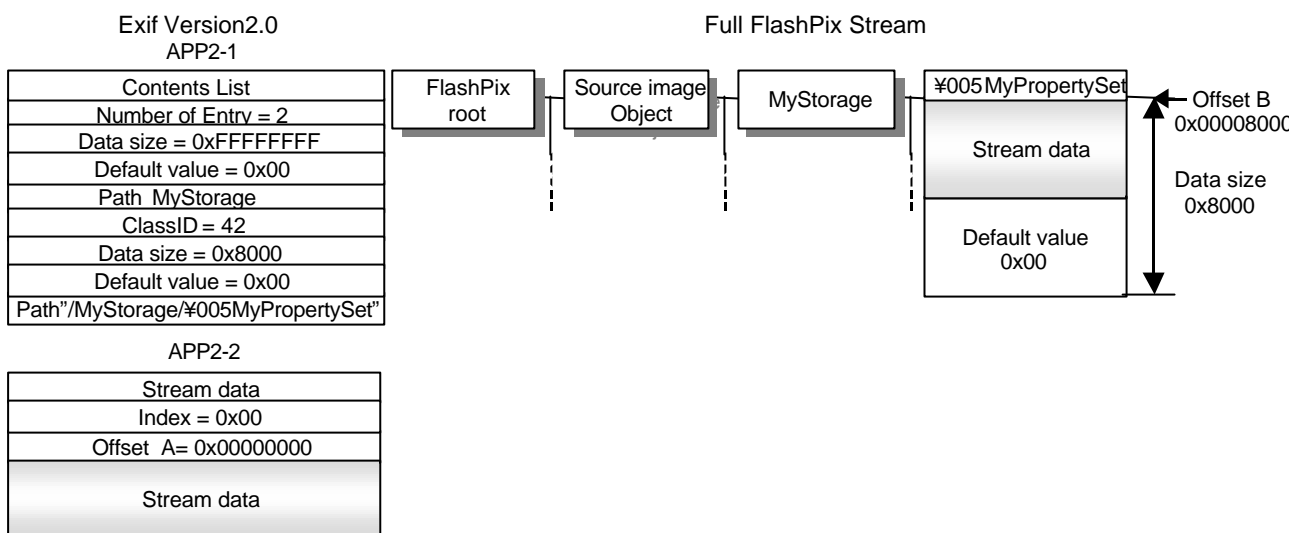 Exif Version2.0
APP2-1
Contents List
Number of Entry = 2
Data size = 0xFFFFFFFF
Default value = 0x00
Path MyStorage
ClassID = 42
Data size = 0x8000
Default value = 0x00
Path”/MyStorage/¥005MyPropertySet”
APP2-2
Stream data
Index = 0x00
Offset A= 0x00000000
Stream data
Full FlashPix Stream
FlashPix
root
Source image
Object
MyStorage
¥005MyPropertySet
Stream data
Default value
0x00
Offset B
0x00008000
Data size
0x8000